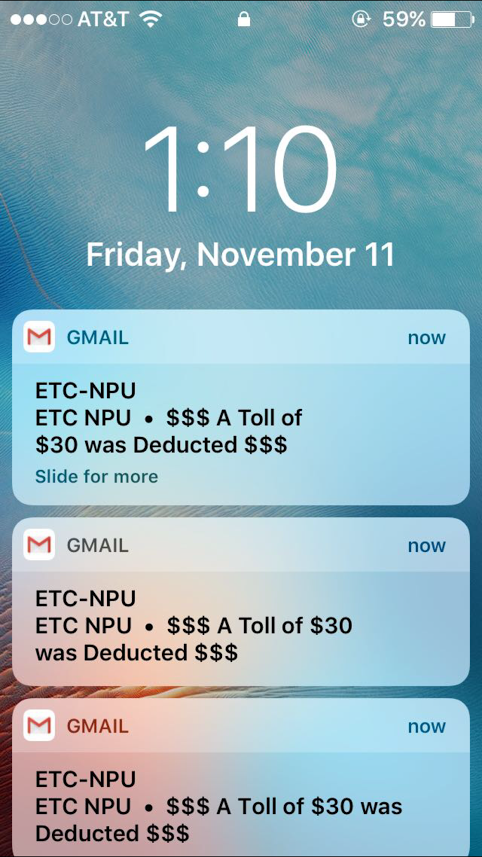 AT&T 59%
1:10
Friday, November 11
GMAIL now
ETC-NPU
ETC NPU • $$$ A Toll of
$30 was Deducted $$$
Slide for more
GMAIL now
ETC-NPU
ETC NPU • $$$ A Toll of $30
was Deducted $$$
GMAIL now
ETC-NPU
ETC NPU • $$$ A Toll of $30 was
Deducted $$$